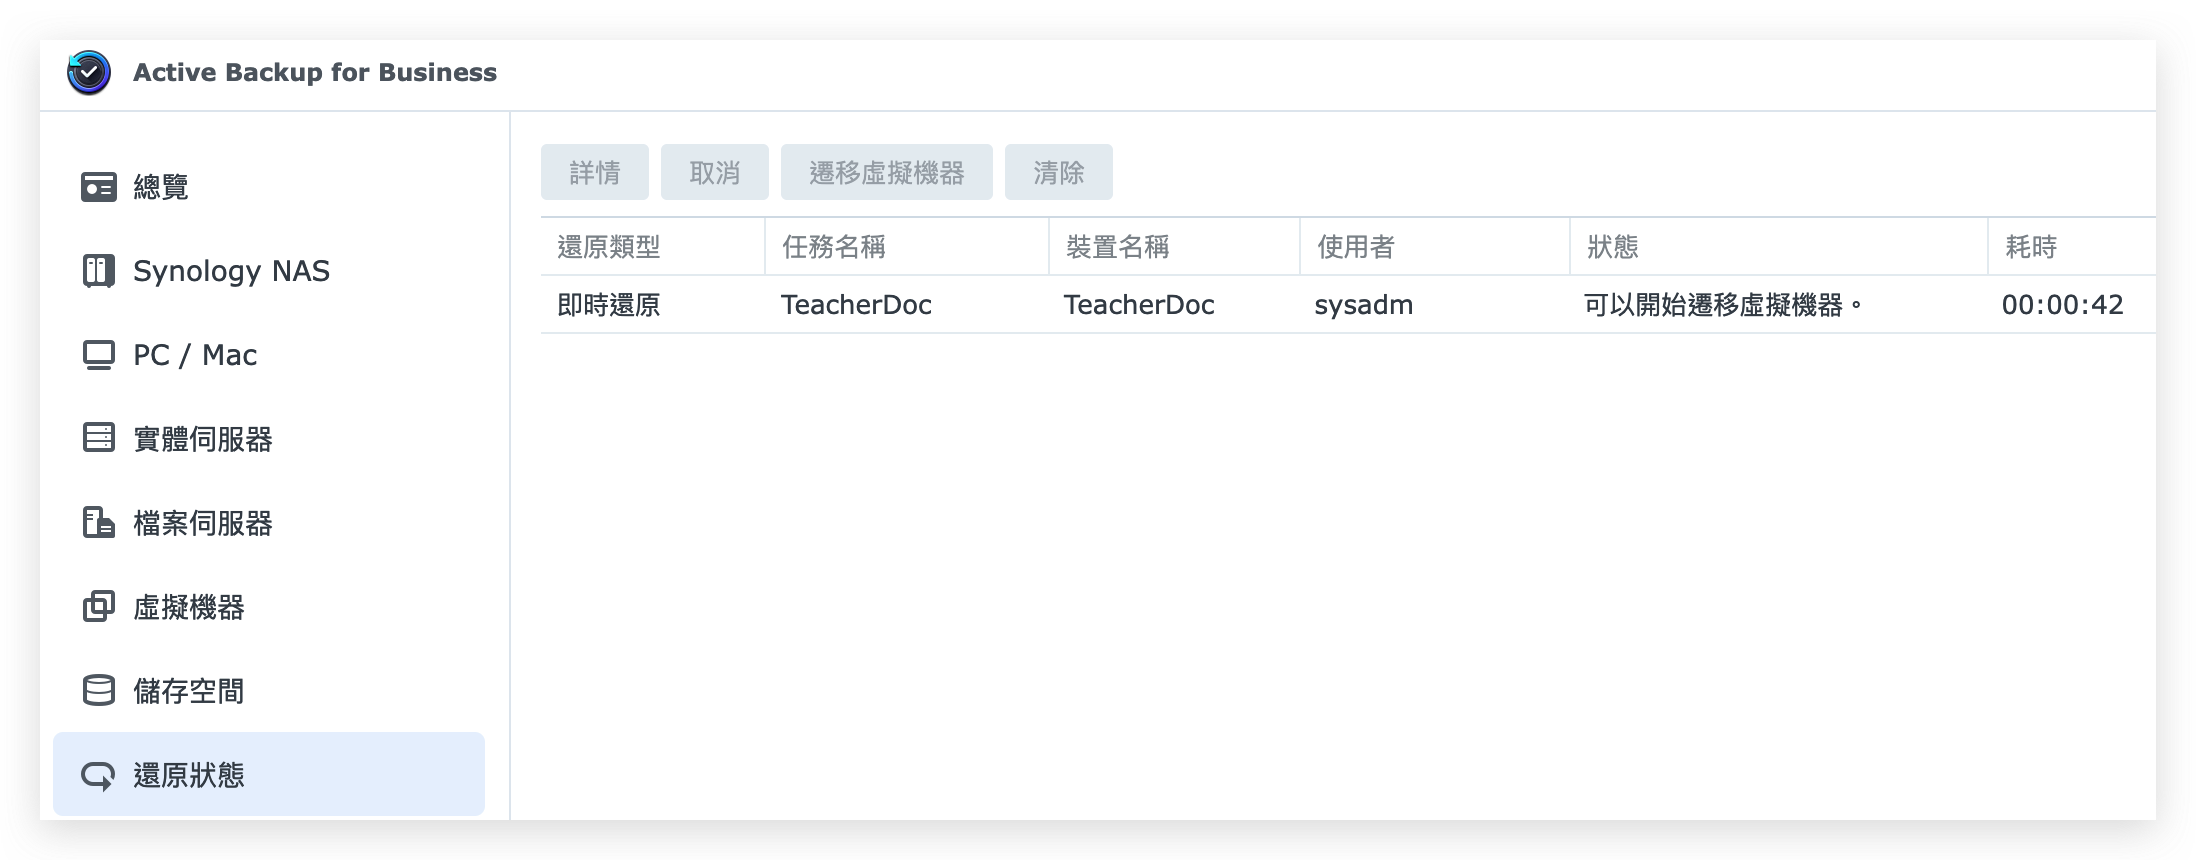 Active Backup for Business
總覽
Synology NAS
PC / Mac
實體伺服器
檔案伺服器
虛擬機器
儲存空間
還原狀態
詳情 取消 遷移虛擬機器 清除
還原類型 任務名稱 裝置名稱 使用者 狀態 耗時
即時還原 TeacherDoc TeacherDoc sysadm 可以開始遷移虛擬機器。 00:00:42